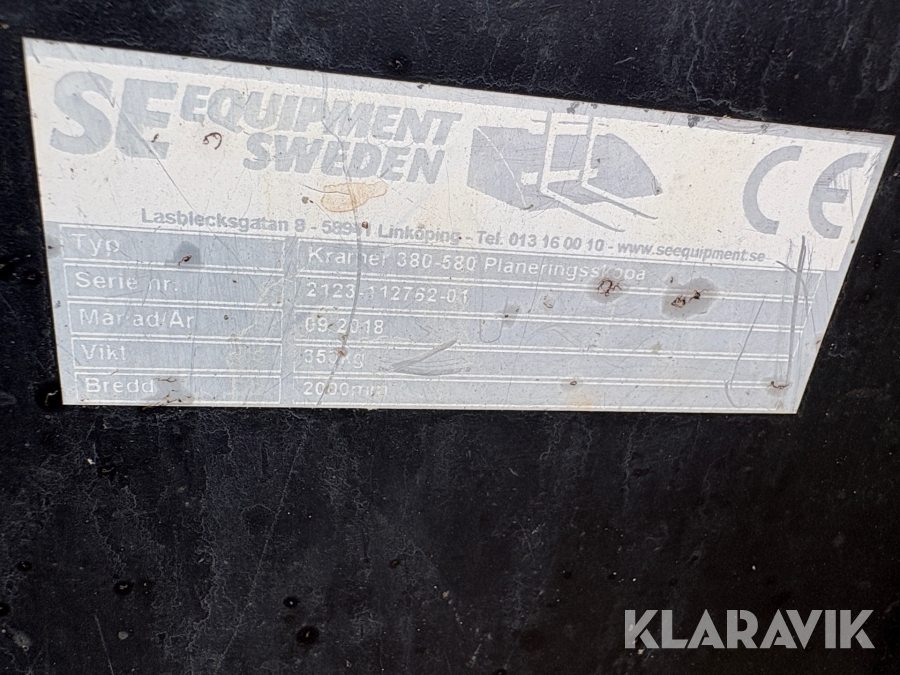 SE EQUIPMENT
SWEDEN
CE
Lasblecksgatan 8 - Linköping - Tel. 013 16 00 10 - www.seequipment.se
Typ Kramer 380-580 Planeringsskopa
Serie nr. 2123-112762-01
Månad/År 09-2018
Vikt
Bredd 2000mm
KLARAVIK